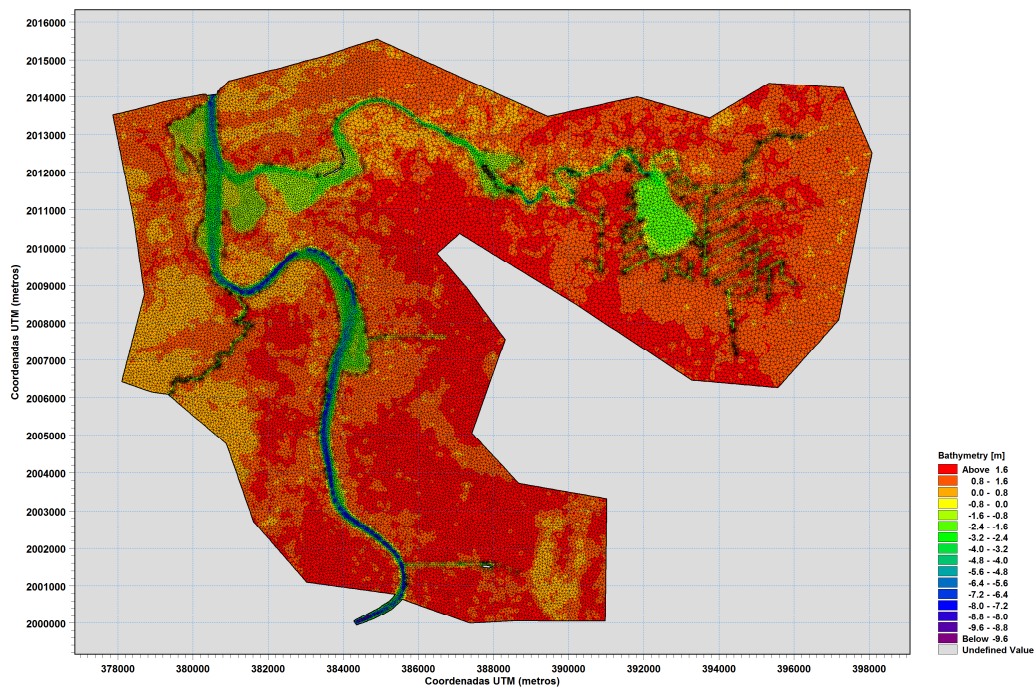 2016000
2015000
2014000
2013000
2012000
2011000
2010000
2009000
2008000
2007000
2006000
2005000
2004000
2003000
2002000
2001000
2000000
Coordenadas UTM (metros)
378000 380000 382000 384000 386000 388000 390000 392000 394000 396000 398000
Coordenadas UTM (metros)
Bathymetry [m]
Above 1.6
0.8 - 1.6
0.0 - 0.8
-0.8 - 0.0
-1.6 - -0.8
-2.4 - -1.6
-3.2 - -2.4
-4.0 - -3.2
-4.8 - -4.0
-5.6 - -4.8
-6.4 - -5.6
-7.2 - -6.4
-8.0 - -7.2
-8.8 - -8.0
-9.6 - -8.8
Below -9.6
Undefined Value